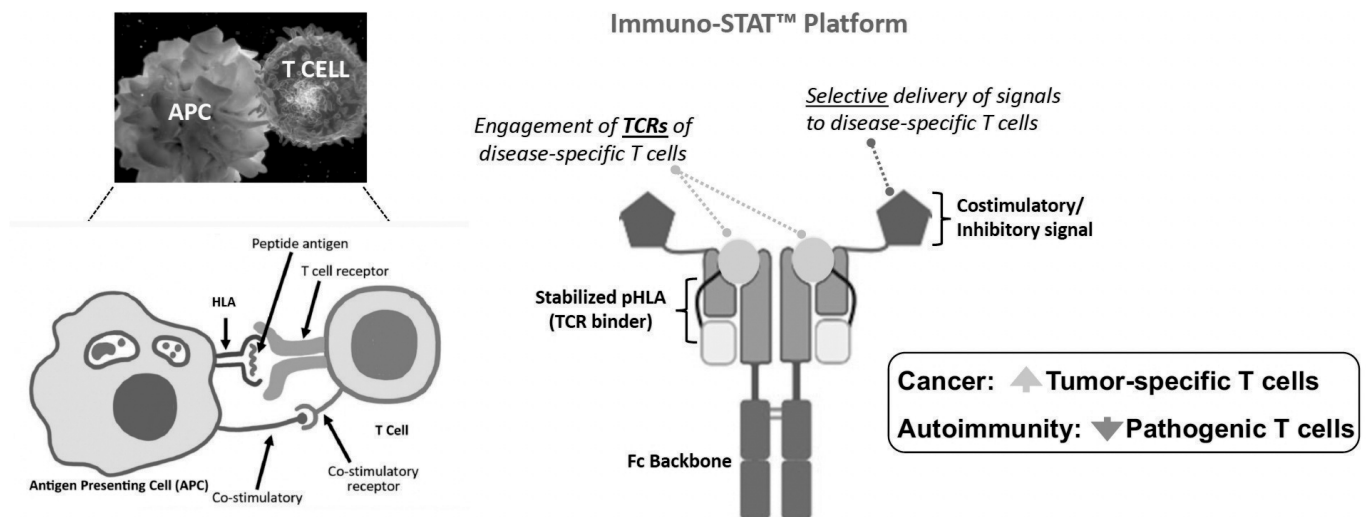 Immuno-STAT™ Platform
APC
T CELL
Engagement of TCRs of
disease-specific T cells
Selective delivery of signals
to disease-specific T cells
Costimulatory/
Inhibitory signal
Stabilized pHLA
(TCR binder)
Fc Backbone
Peptide antigen
T cell receptor
HLA
T Cell
Co-stimulatory
receptor
Antigen Presenting Cell (APC)
Co-stimulatory
Cancer: Tumor-specific T cells
Autoimmunity: Pathogenic T cells